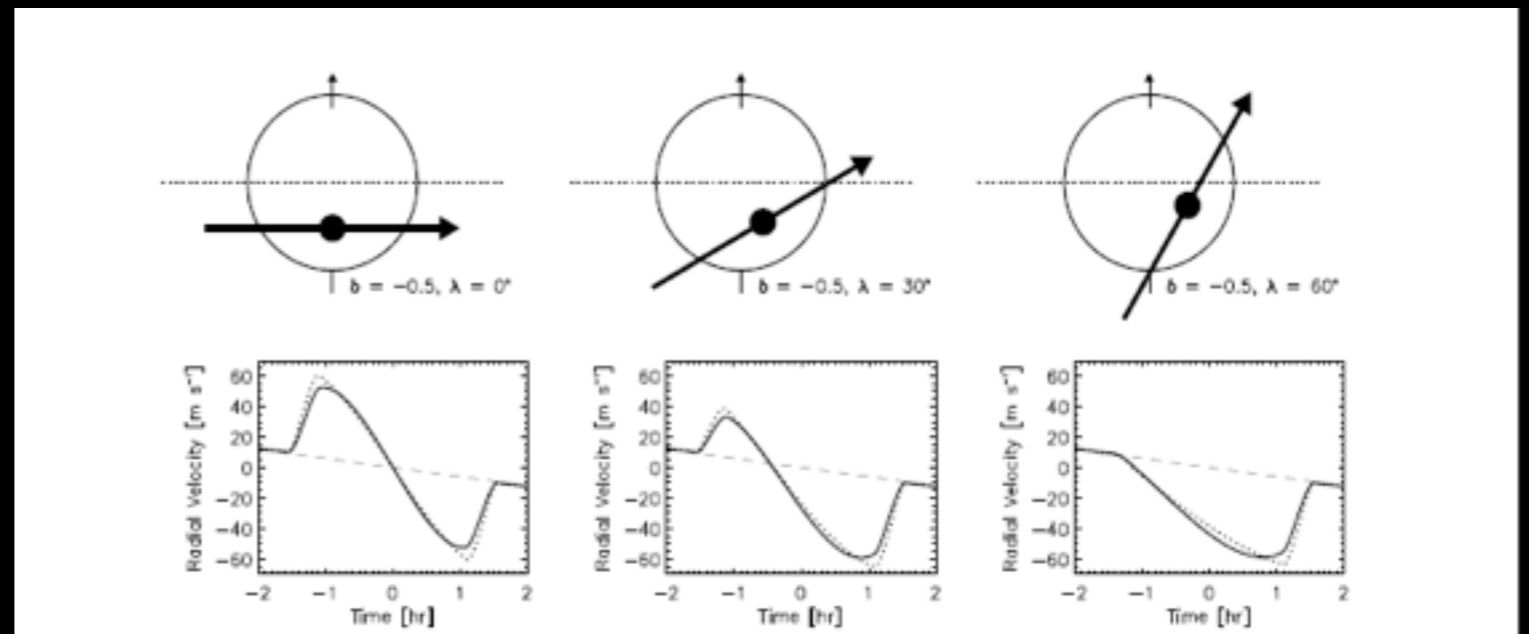 b = −0.5, λ = 0°
b = −0.5, λ = 30°
b = −0.5, λ = 60°
Radial Velocity [m s⁻¹]
60
40
20
0
−20
−40
−60
−2 −1 0 1 2
Time [hr]
Radial Velocity [m s⁻¹]
60
40
20
0
−20
−40
−60
−2 −1 0 1 2
Time [hr]
Radial Velocity [m s⁻¹]
60
40
20
0
−20
−40
−60
−2 −1 0 1 2
Time [hr]